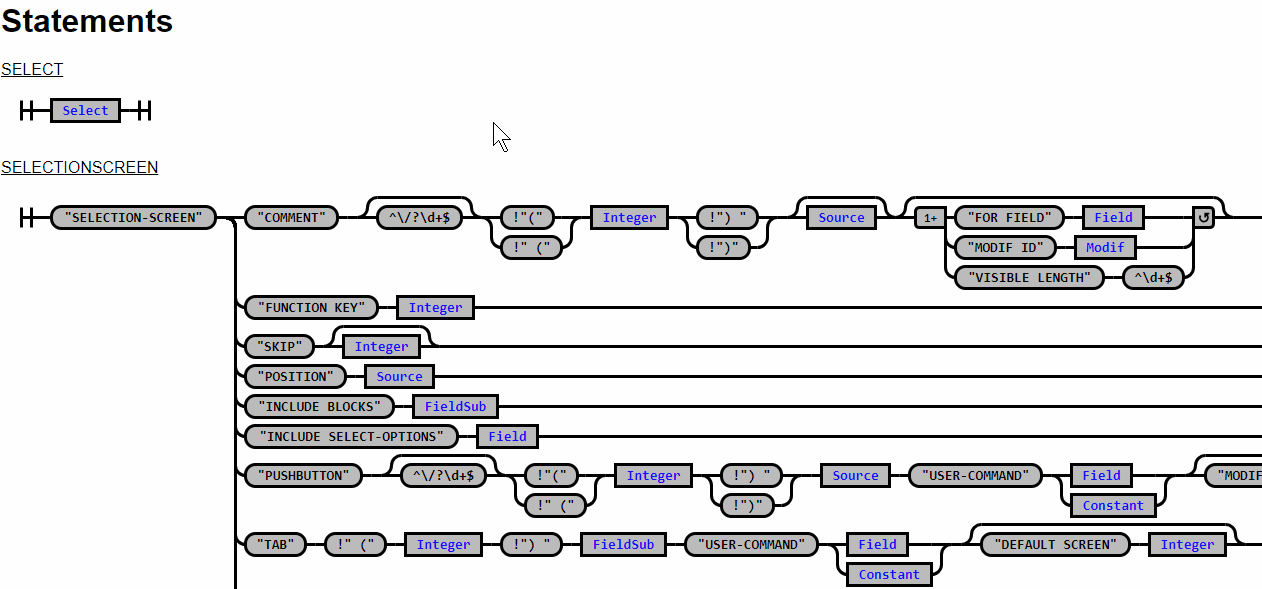 Statements
SELECT
Select
SELECTIONSCREEN
"SELECTION-SCREEN" "COMMENT" ^\/?\d+$ !"(" Integer !") " Source 1+ "FOR FIELD" Field ↺
!" (" !")" "MODIF ID" Modif
"VISIBLE LENGTH" ^\d+$
"FUNCTION KEY" Integer
"SKIP" Integer
"POSITION" Source
"INCLUDE BLOCKS" FieldSub
"INCLUDE SELECT-OPTIONS" Field
"PUSHBUTTON" ^\/?\d+$ !"(" Integer !") " Source "USER-COMMAND" Field "MODIF
!" (" !")" Constant
"TAB" !" (" Integer !") " FieldSub "USER-COMMAND" Field "DEFAULT SCREEN" Integer
Constant